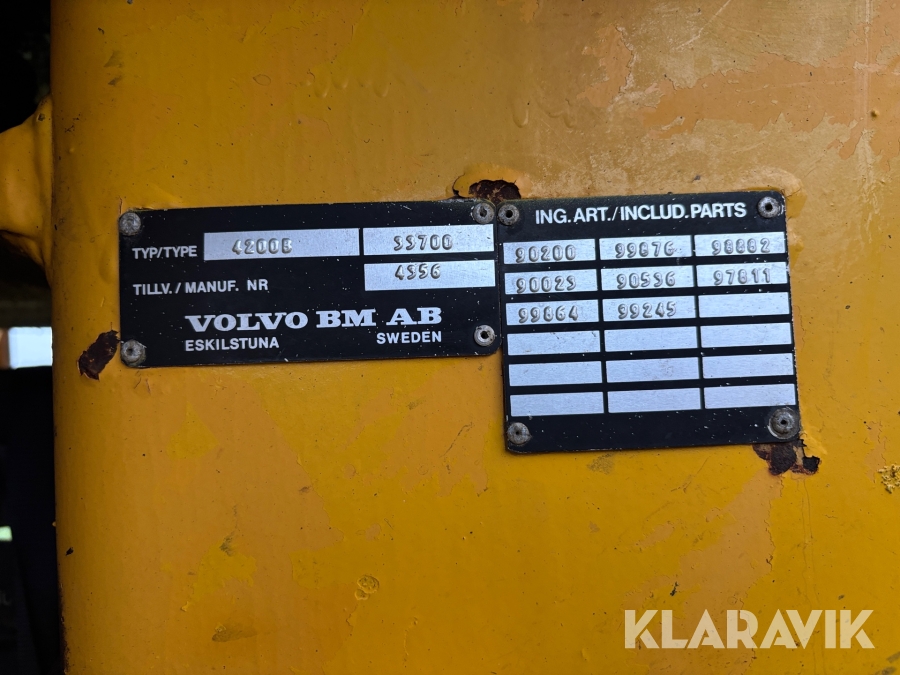 TYP/TYPE 4200B 33700
TILLV./MANUF. NR 4356
VOLVO BM AB
ESKILSTUNA SWEDEN
ING. ART./INCLUD. PARTS
90200 99876 98882
90023 90536 97811
99864 99245
KLARAVIK